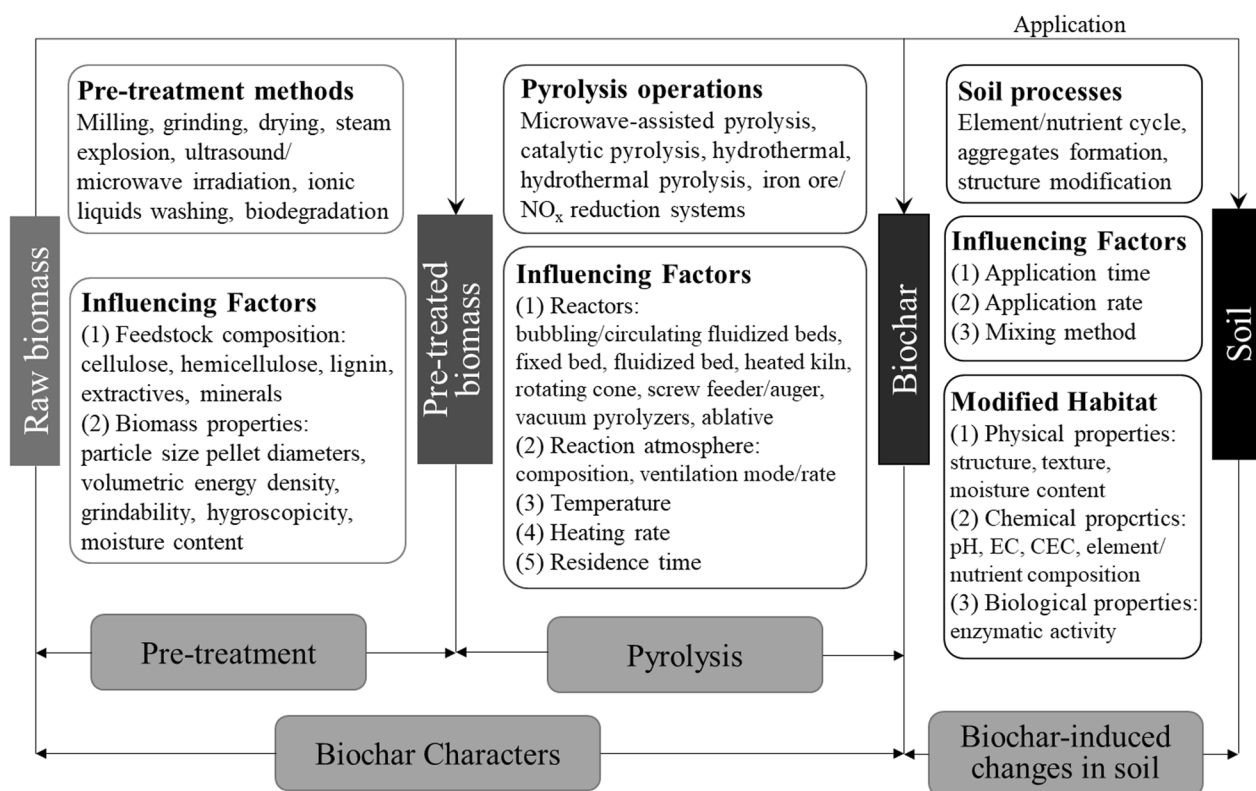 Application
Raw biomass
Pre-treatment methods
Milling, grinding, drying, steam
explosion, ultrasound/
microwave irradiation, ionic
liquids washing, biodegradation
Influencing Factors
(1) Feedstock composition:
cellulose, hemicellulose, lignin,
extractives, minerals
(2) Biomass properties:
particle size pellet diameters,
volumetric energy density,
grindability, hygroscopicity,
moisture content
Pre-treated
biomass
Pyrolysis operations
Microwave-assisted pyrolysis,
catalytic pyrolysis, hydrothermal,
hydrothermal pyrolysis, iron ore/
NOx reduction systems
Influencing Factors
(1) Reactors:
bubbling/circulating fluidized beds,
fixed bed, fluidized bed, heated kiln,
rotating cone, screw feeder/auger,
vacuum pyrolyzers, ablative
(2) Reaction atmosphere:
composition, ventilation mode/rate
(3) Temperature
(4) Heating rate
(5) Residence time
Biochar
Soil processes
Element/nutrient cycle,
aggregates formation,
structure modification
Influencing Factors
(1) Application time
(2) Application rate
(3) Mixing method
Modified Habitat
(1) Physical properties:
structure, texture,
moisture content
(2) Chemical propcrtics:
pH, EC, CEC, element/
nutrient composition
(3) Biological properties:
enzymatic activity
Soil
Pre-treatment
Pyrolysis
Biochar Characters
Biochar-induced
changes in soil